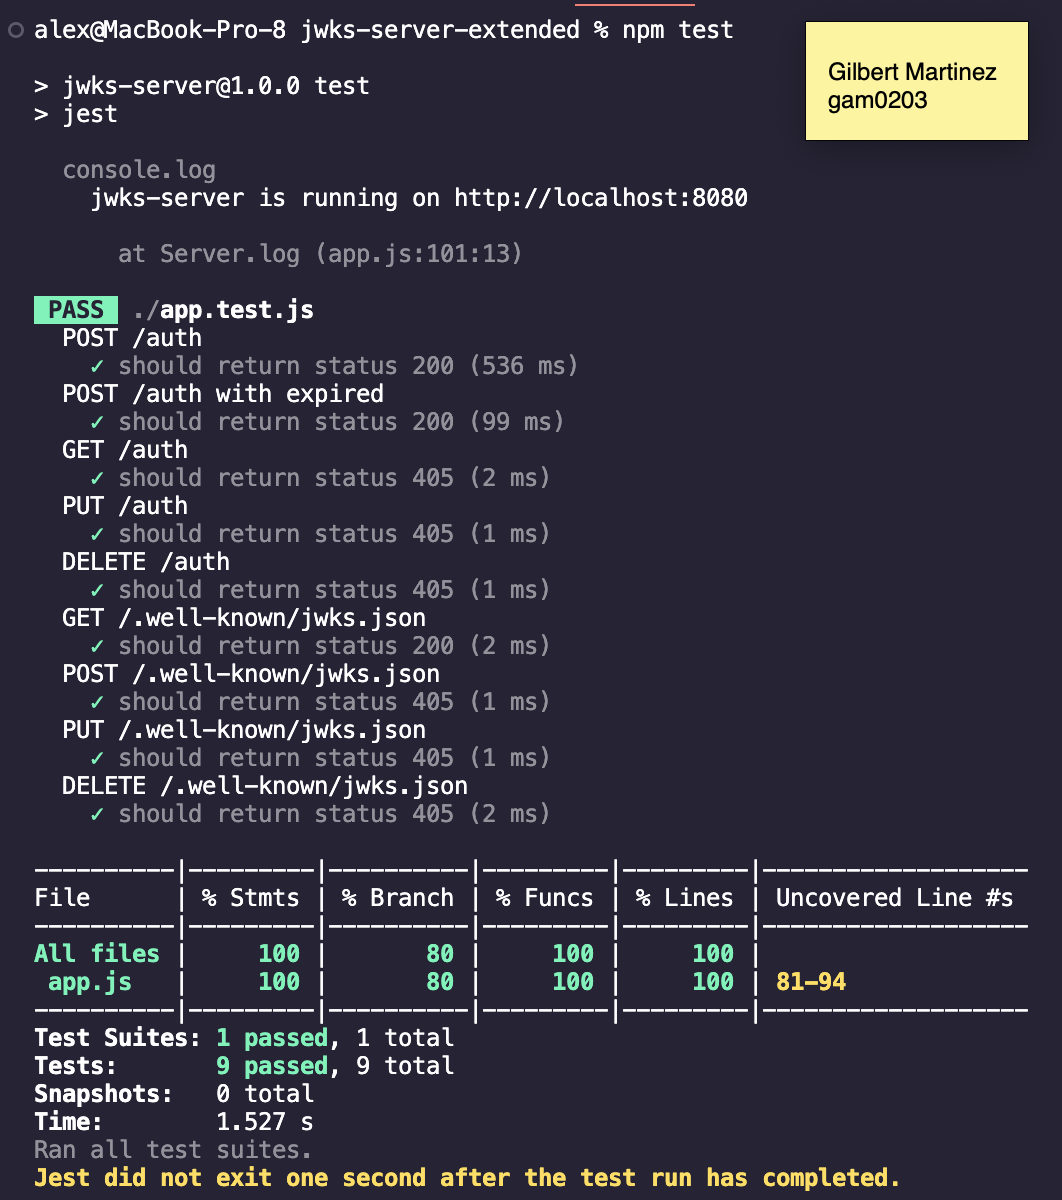 alex@MacBook-Pro-8 jwks-server-extended % npm test
Gilbert Martinez
gam0203
> jwks-server@1.0.0 test
> jest
console.log
jwks-server is running on http://localhost:8080
at Server.log (app.js:101:13)
PASS ./app.test.js
POST /auth
✓ should return status 200 (536 ms)
POST /auth with expired
✓ should return status 200 (99 ms)
GET /auth
✓ should return status 405 (2 ms)
PUT /auth
✓ should return status 405 (1 ms)
DELETE /auth
✓ should return status 405 (1 ms)
GET /.well-known/jwks.json
✓ should return status 200 (2 ms)
POST /.well-known/jwks.json
✓ should return status 405 (1 ms)
PUT /.well-known/jwks.json
✓ should return status 405 (1 ms)
DELETE /.well-known/jwks.json
✓ should return status 405 (2 ms)
----------|---------|----------|---------|---------|-------------------
File | % Stmts | % Branch | % Funcs | % Lines | Uncovered Line #s
----------|---------|----------|---------|---------|-------------------
All files | 100 | 80 | 100 | 100 |
app.js | 100 | 80 | 100 | 100 | 81-94
----------|---------|----------|---------|---------|-------------------
Test Suites: 1 passed, 1 total
Tests: 9 passed, 9 total
Snapshots: 0 total
Time: 1.527 s
Ran all test suites.
Jest did not exit one second after the test run has completed.